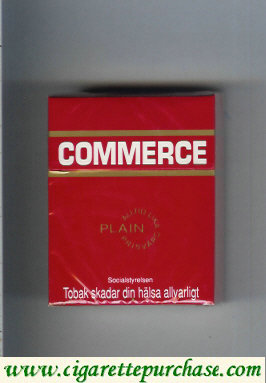 COMMERCE
PLAIN
Socialstyrelsen
Tobak skadar din hälsa allvarligt
www.cigarettepurchase.com